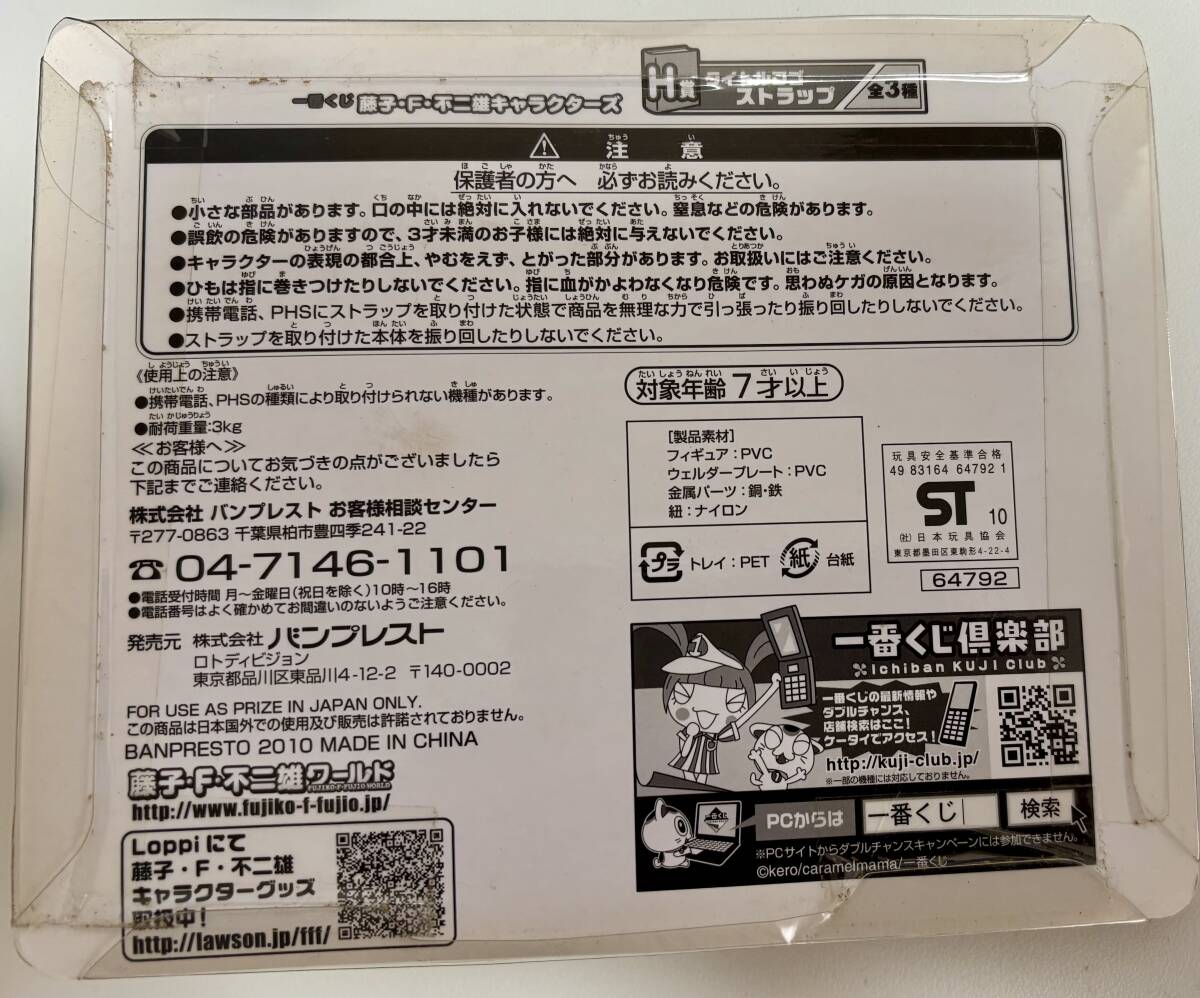 一番くじ 藤子・F・不二雄キャラクターズ
H賞 タイトルロゴ
ストラップ
全3種
注意
保護者の方へ 必ずお読みください。
●小さな部品があります。口の中には絶対に入れないでください。窒息などの危険があります。
●誤飲の危険がありますので、3才未満のお子様には絶対に与えないでください。
●キャラクターの表現の都合上、やむをえず、とがった部分があります。お取扱いにはご注意ください。
●ひもは指に巻きつけたりしないでください。指に血がかよわなくなり危険です。思わぬケガの原因となります。
●携帯電話、PHSにストラップを取り付けた状態で商品を無理な力で引っ張ったり振り回したりしないでください。
●ストラップを取り付けた本体を振り回したりしないでください。
《使用上の注意》
●携帯電話、PHSの種類により取り付けられない機種があります。
●耐荷重量:3kg
≪お客様へ≫
この商品についてお気づきの点がございましたら
下記までご連絡ください。
株式会社 バンプレスト お客様相談センター
〒277-0863 千葉県柏市豊四季241-22
☎ 04-7146-1101
●電話受付時間 月〜金曜日(祝日を除く)10時〜16時
●電話番号はよく確かめてお間違いのないようご注意ください。
発売元 株式会社 バンプレスト
ロトディビジョン
東京都品川区東品川4-12-2 〒140-0002
FOR USE AS PRIZE IN JAPAN ONLY.
この商品は日本国外での使用及び販売は許諾されておりません。
BANPRESTO 2010 MADE IN CHINA
藤子・F・不二雄ワールド
FUJIKO・F・FUJIO WORLD
http://www.fujiko-f-fujio.jp/
Loppiにて
藤子・F・不二雄
キャラクターグッズ
取扱中!
http://lawson.jp/fff/
対象年齢7才以上
[製品素材]
フィギュア:PVC
ウェルダープレート:PVC
金属パーツ:銅・鉄
紐:ナイロン
プラ トレイ:PET 紙 台紙
玩具安全基準合格
49 83164 64792 1
ST 10
(社)日本玩具協会
東京都墨田区東駒形4-22-4
64792
一番くじ倶楽部
Ichiban KUJI Club
一番くじの最新情報や
ダブルチャンス、
店舗検索はここ!
ケータイでアクセス!
http://kuji-club.jp/
※一部の機種には対応しておりません。
PCからは 一番くじ 検索
※PCサイトからダブルチャンスキャンペーンには参加できません。
©kero/caramelmama/一番くじ